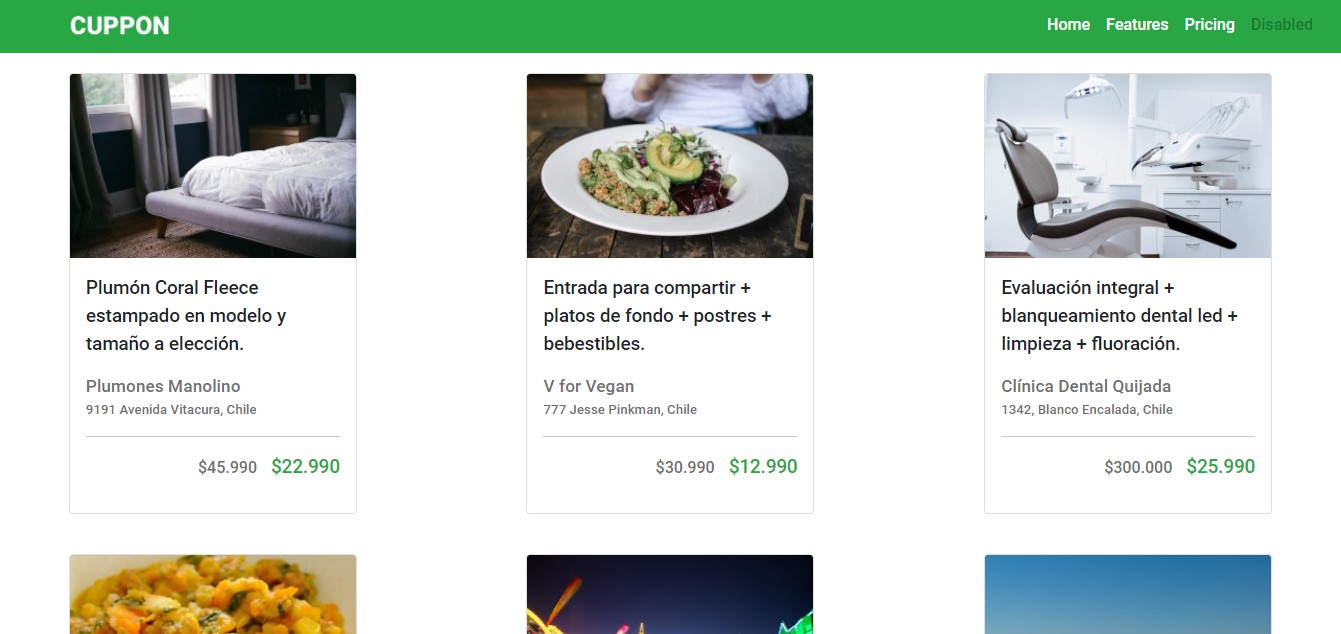 CUPPON
Home Features Pricing Disabled
Plumón Coral Fleece
estampado en modelo y
tamaño a elección.
Plumones Manolino
9191 Avenida Vitacura, Chile
$45.990 $22.990
Entrada para compartir +
platos de fondo + postres +
bebestibles.
V for Vegan
777 Jesse Pinkman, Chile
$30.990 $12.990
Evaluación integral +
blanqueamiento dental led +
limpieza + fluoración.
Clínica Dental Quijada
1342, Blanco Encalada, Chile
$300.000 $25.990